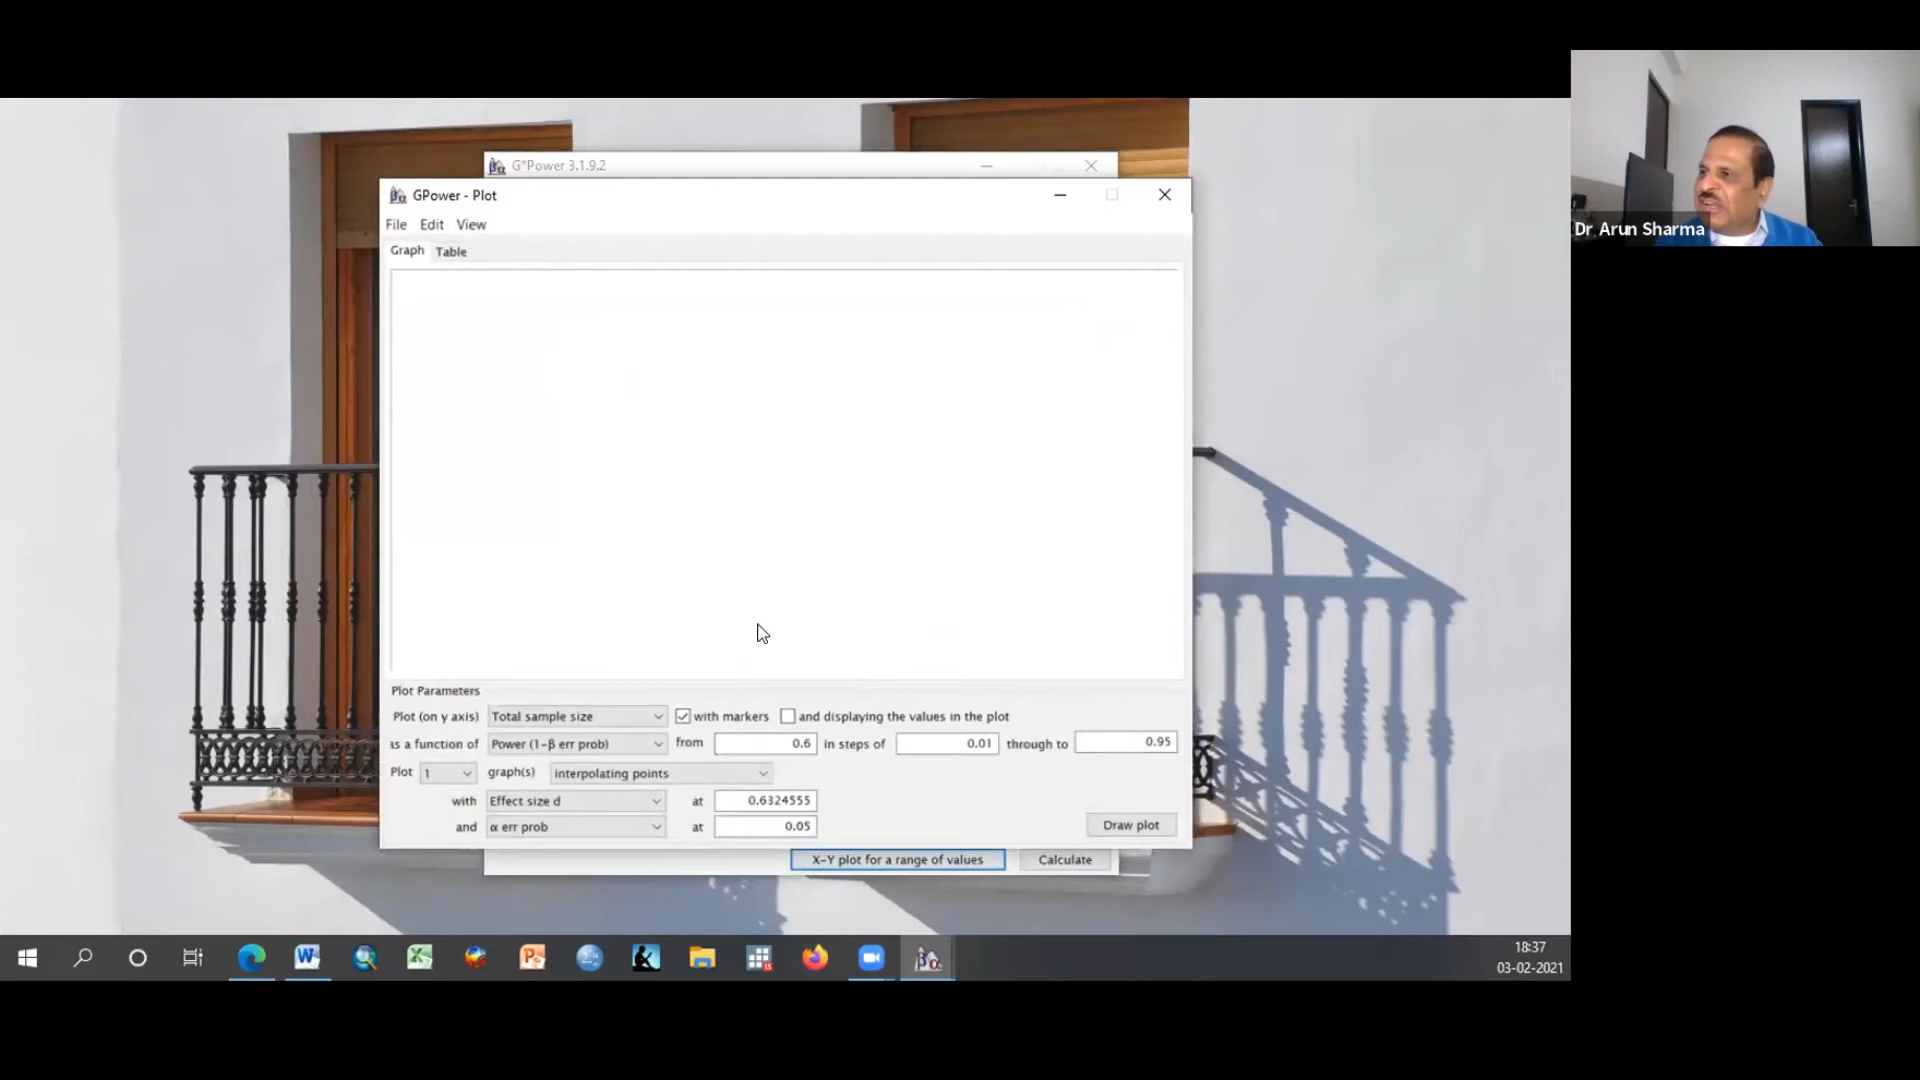 G*Power 3.1.9.2
GPower - Plot
File Edit View
Graph Table
Plot Parameters
Plot (on y axis) Total sample size with markers and displaying the values in the plot
as a function of Power (1-β err prob) from 0.6 in steps of 0.01 through to 0.95
Plot 1 graph(s) interpolating points
with Effect size d at 0.6324555
and α err prob at 0.05
Draw plot
X-Y plot for a range of values Calculate
18:37
03-02-2021
Dr Arun Sharma